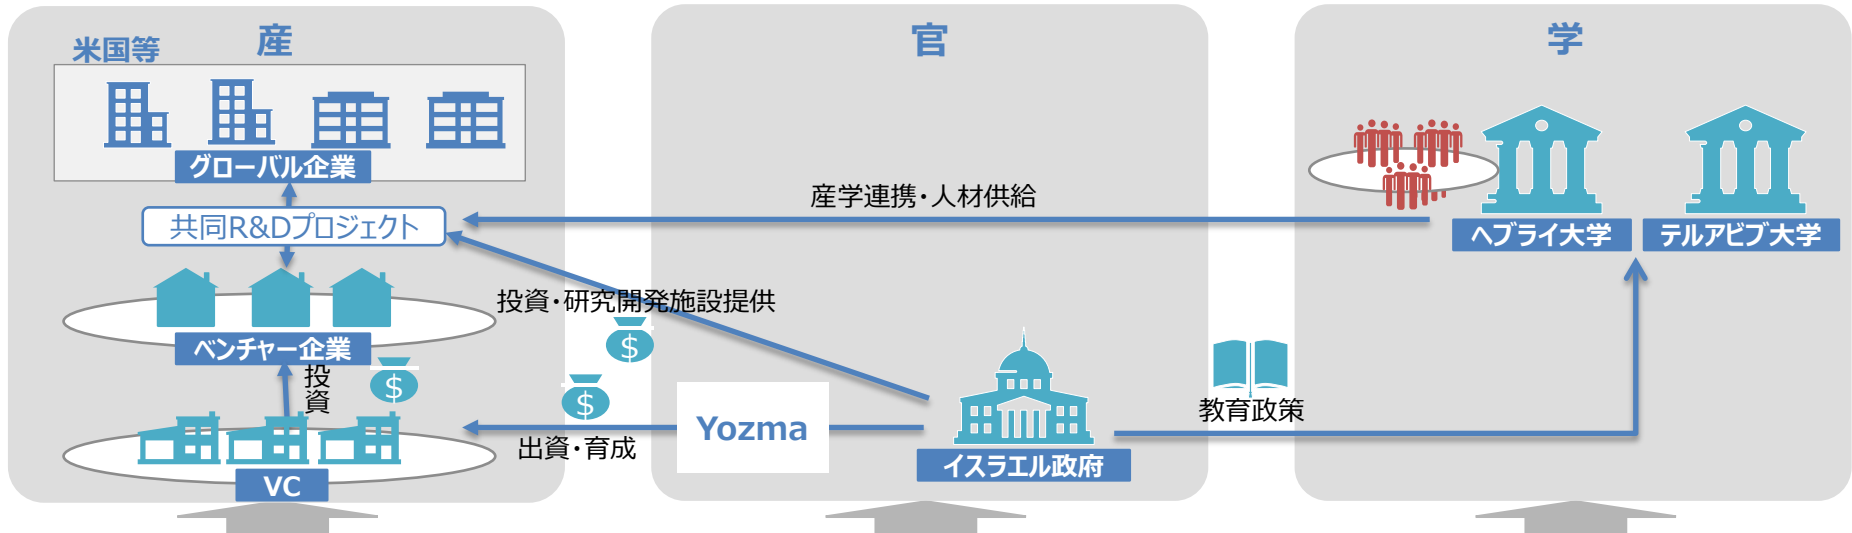 産
官
学
米国等
グローバル企業
共同R&Dプロジェクト
産学連携・人材供給
ヘブライ大学
テルアビブ大学
投資・研究開発施設提供
$
ベンチャー企業
投資
$
$
教育政策
Yozma
出資・育成
イスラエル政府
VC